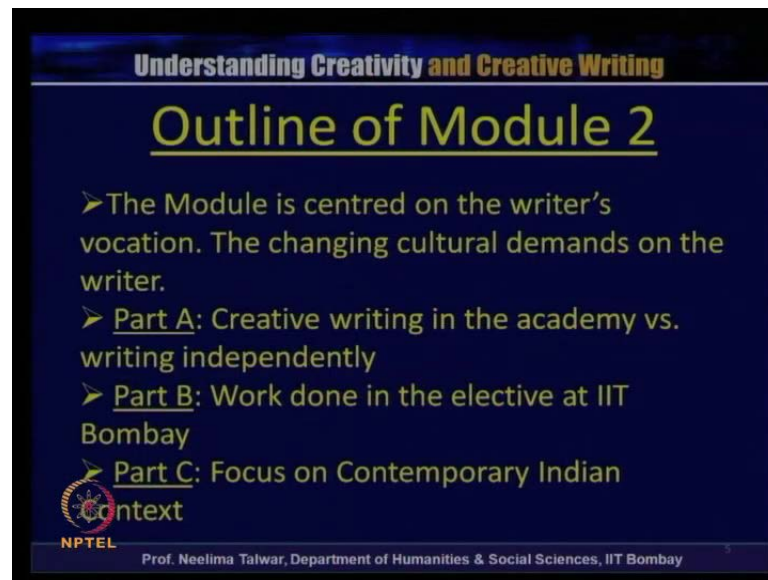 Understanding Creativity and Creative Writing
Outline of Module 2
➢The Module is centred on the writer’s
vocation. The changing cultural demands on the
writer.
➢ Part A: Creative writing in the academy vs.
writing independently
➢ Part B: Work done in the elective at IIT
Bombay
➢ Part C: Focus on Contemporary Indian
Context
NPTEL
Prof. Neelima Talwar, Department of Humanities & Social Sciences, IIT Bombay
5